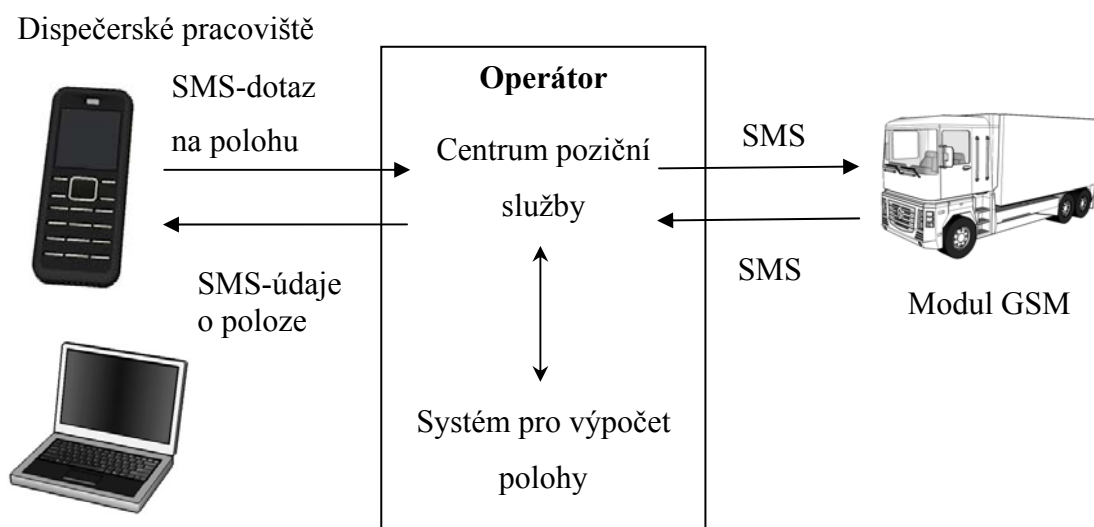 Dispečerské pracoviště
SMS-dotaz
na polohu
SMS-údaje
o poloze
Operátor
Centrum poziční
služby
Systém pro výpočet
polohy
SMS
SMS
Modul GSM